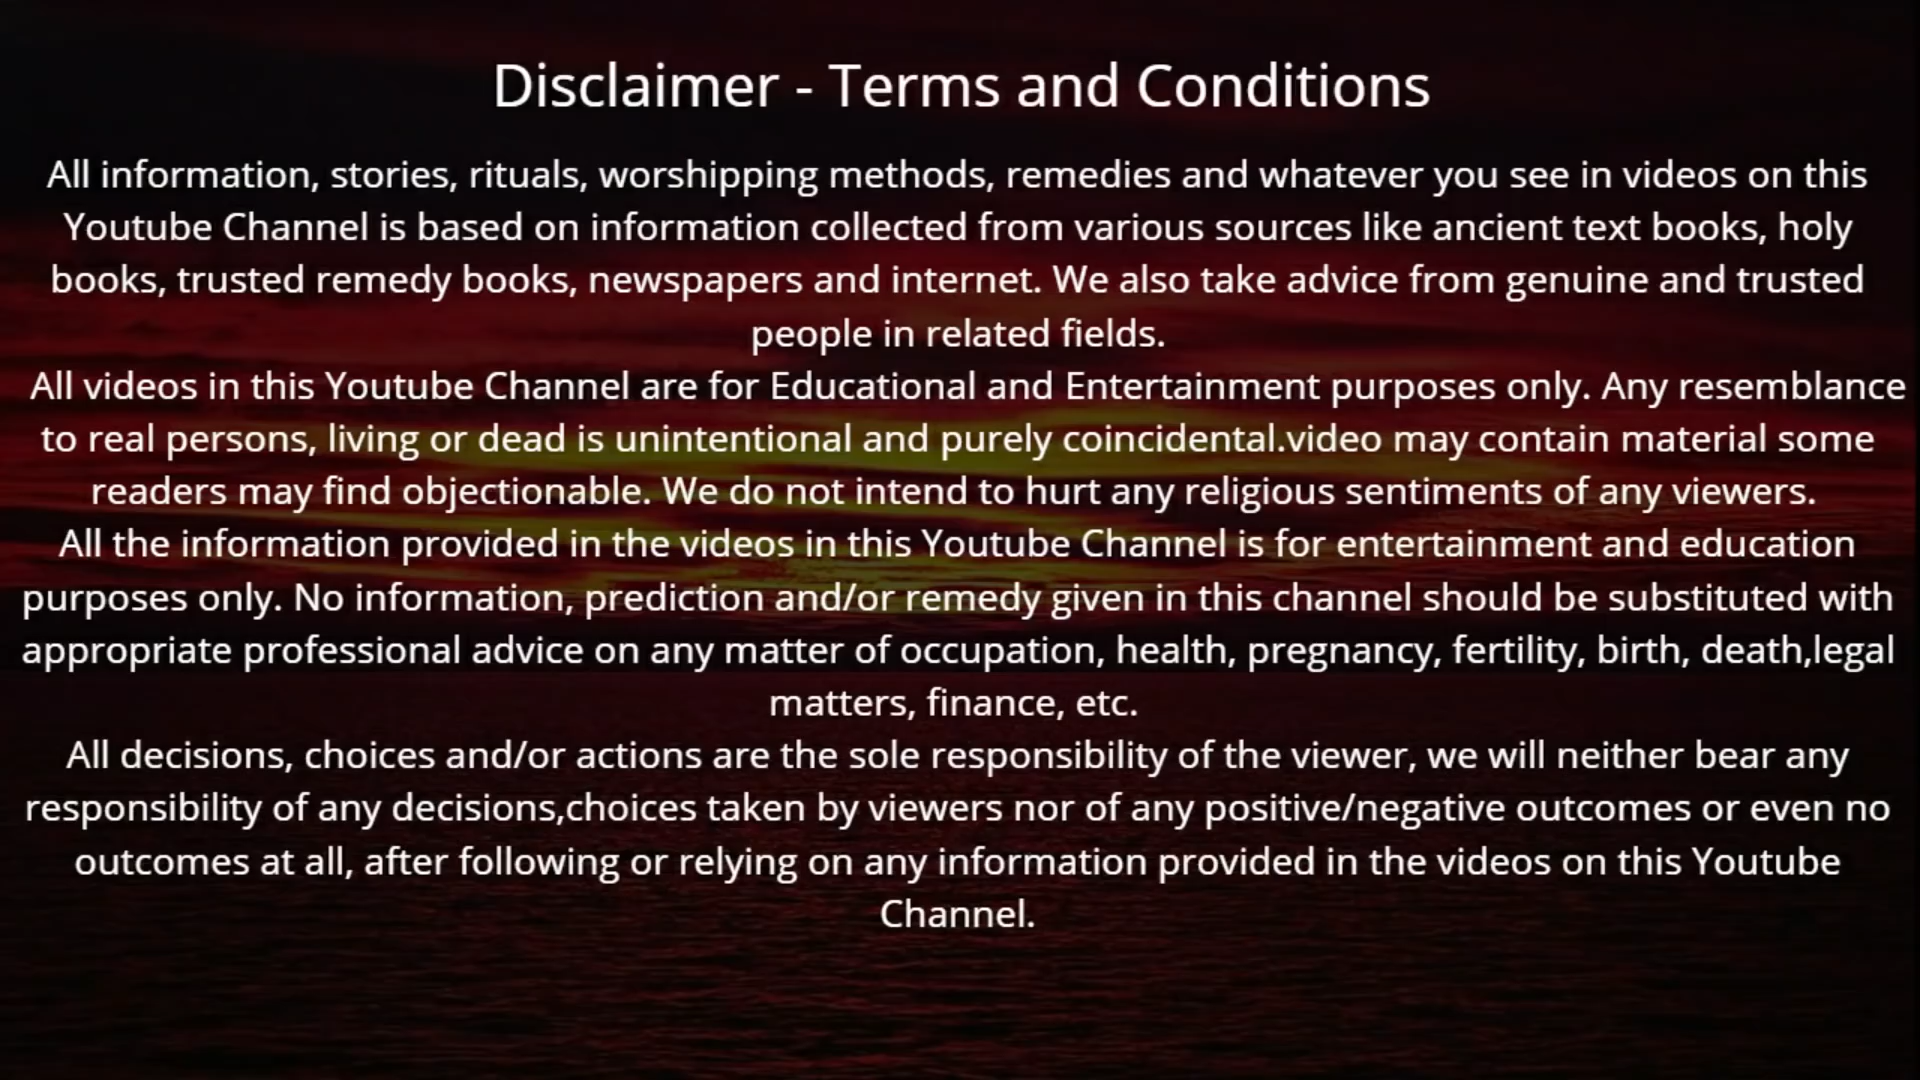 Disclaimer - Terms and Conditions
All information, stories, rituals, worshipping methods, remedies and whatever you see in videos on this
Youtube Channel is based on information collected from various sources like ancient text books, holy
books, trusted remedy books, newspapers and internet. We also take advice from genuine and trusted
people in related fields.
All videos in this Youtube Channel are for Educational and Entertainment purposes only. Any resemblance
to real persons, living or dead is unintentional and purely coincidental.video may contain material some
readers may find objectionable. We do not intend to hurt any religious sentiments of any viewers.
All the information provided in the videos in this Youtube Channel is for entertainment and education
purposes only. No information, prediction and/or remedy given in this channel should be substituted with
appropriate professional advice on any matter of occupation, health, pregnancy, fertility, birth, death,legal
matters, finance, etc.
All decisions, choices and/or actions are the sole responsibility of the viewer, we will neither bear any
responsibility of any decisions,choices taken by viewers nor of any positive/negative outcomes or even no
outcomes at all, after following or relying on any information provided in the videos on this Youtube
Channel.